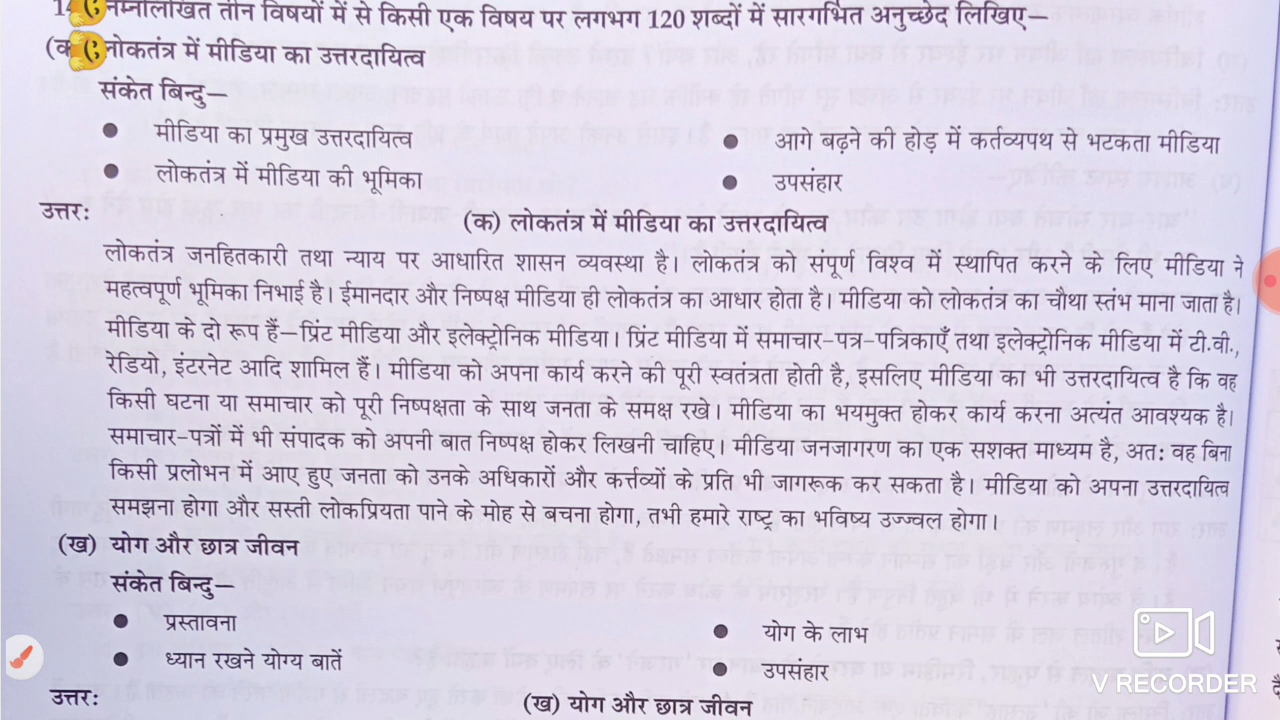 निम्नलिखित तीन विषयों में से किसी एक विषय पर लगभग 120 शब्दों में सारगर्भित अनुच्छेद लिखिए—
(क) लोकतंत्र में मीडिया का उत्तरदायित्व
संकेत बिन्दु—
• मीडिया का प्रमुख उत्तरदायित्व • आगे बढ़ने की होड़ में कर्तव्यपथ से भटकता मीडिया
• लोकतंत्र में मीडिया की भूमिका • उपसंहार
उत्तर: (क) लोकतंत्र में मीडिया का उत्तरदायित्व
लोकतंत्र जनहितकारी तथा न्याय पर आधारित शासन व्यवस्था है। लोकतंत्र को संपूर्ण विश्व में स्थापित करने के लिए मीडिया ने
महत्वपूर्ण भूमिका निभाई है। ईमानदार और निष्पक्ष मीडिया ही लोकतंत्र का आधार होता है। मीडिया को लोकतंत्र का चौथा स्तंभ माना जाता है।
मीडिया के दो रूप हैं—प्रिंट मीडिया और इलेक्ट्रोनिक मीडिया। प्रिंट मीडिया में समाचार-पत्र-पत्रिकाएँ तथा इलेक्ट्रोनिक मीडिया में टी.वी.,
रेडियो, इंटरनेट आदि शामिल हैं। मीडिया को अपना कार्य करने की पूरी स्वतंत्रता होती है, इसलिए मीडिया का भी उत्तरदायित्व है कि वह
किसी घटना या समाचार को पूरी निष्पक्षता के साथ जनता के समक्ष रखे। मीडिया का भयमुक्त होकर कार्य करना अत्यंत आवश्यक है।
समाचार-पत्रों में भी संपादक को अपनी बात निष्पक्ष होकर लिखनी चाहिए। मीडिया जनजागरण का एक सशक्त माध्यम है, अतः वह बिना
किसी प्रलोभन में आए हुए जनता को उनके अधिकारों और कर्त्तव्यों के प्रति भी जागरूक कर सकता है। मीडिया को अपना उत्तरदायित्व
समझना होगा और सस्ती लोकप्रियता पाने के मोह से बचना होगा, तभी हमारे राष्ट्र का भविष्य उज्ज्वल होगा।
(ख) योग और छात्र जीवन
संकेत बिन्दु—
• प्रस्तावना • योग के लाभ
• ध्यान रखने योग्य बातें • उपसंहार
उत्तर: (ख) योग और छात्र जीवन
V RECORDER